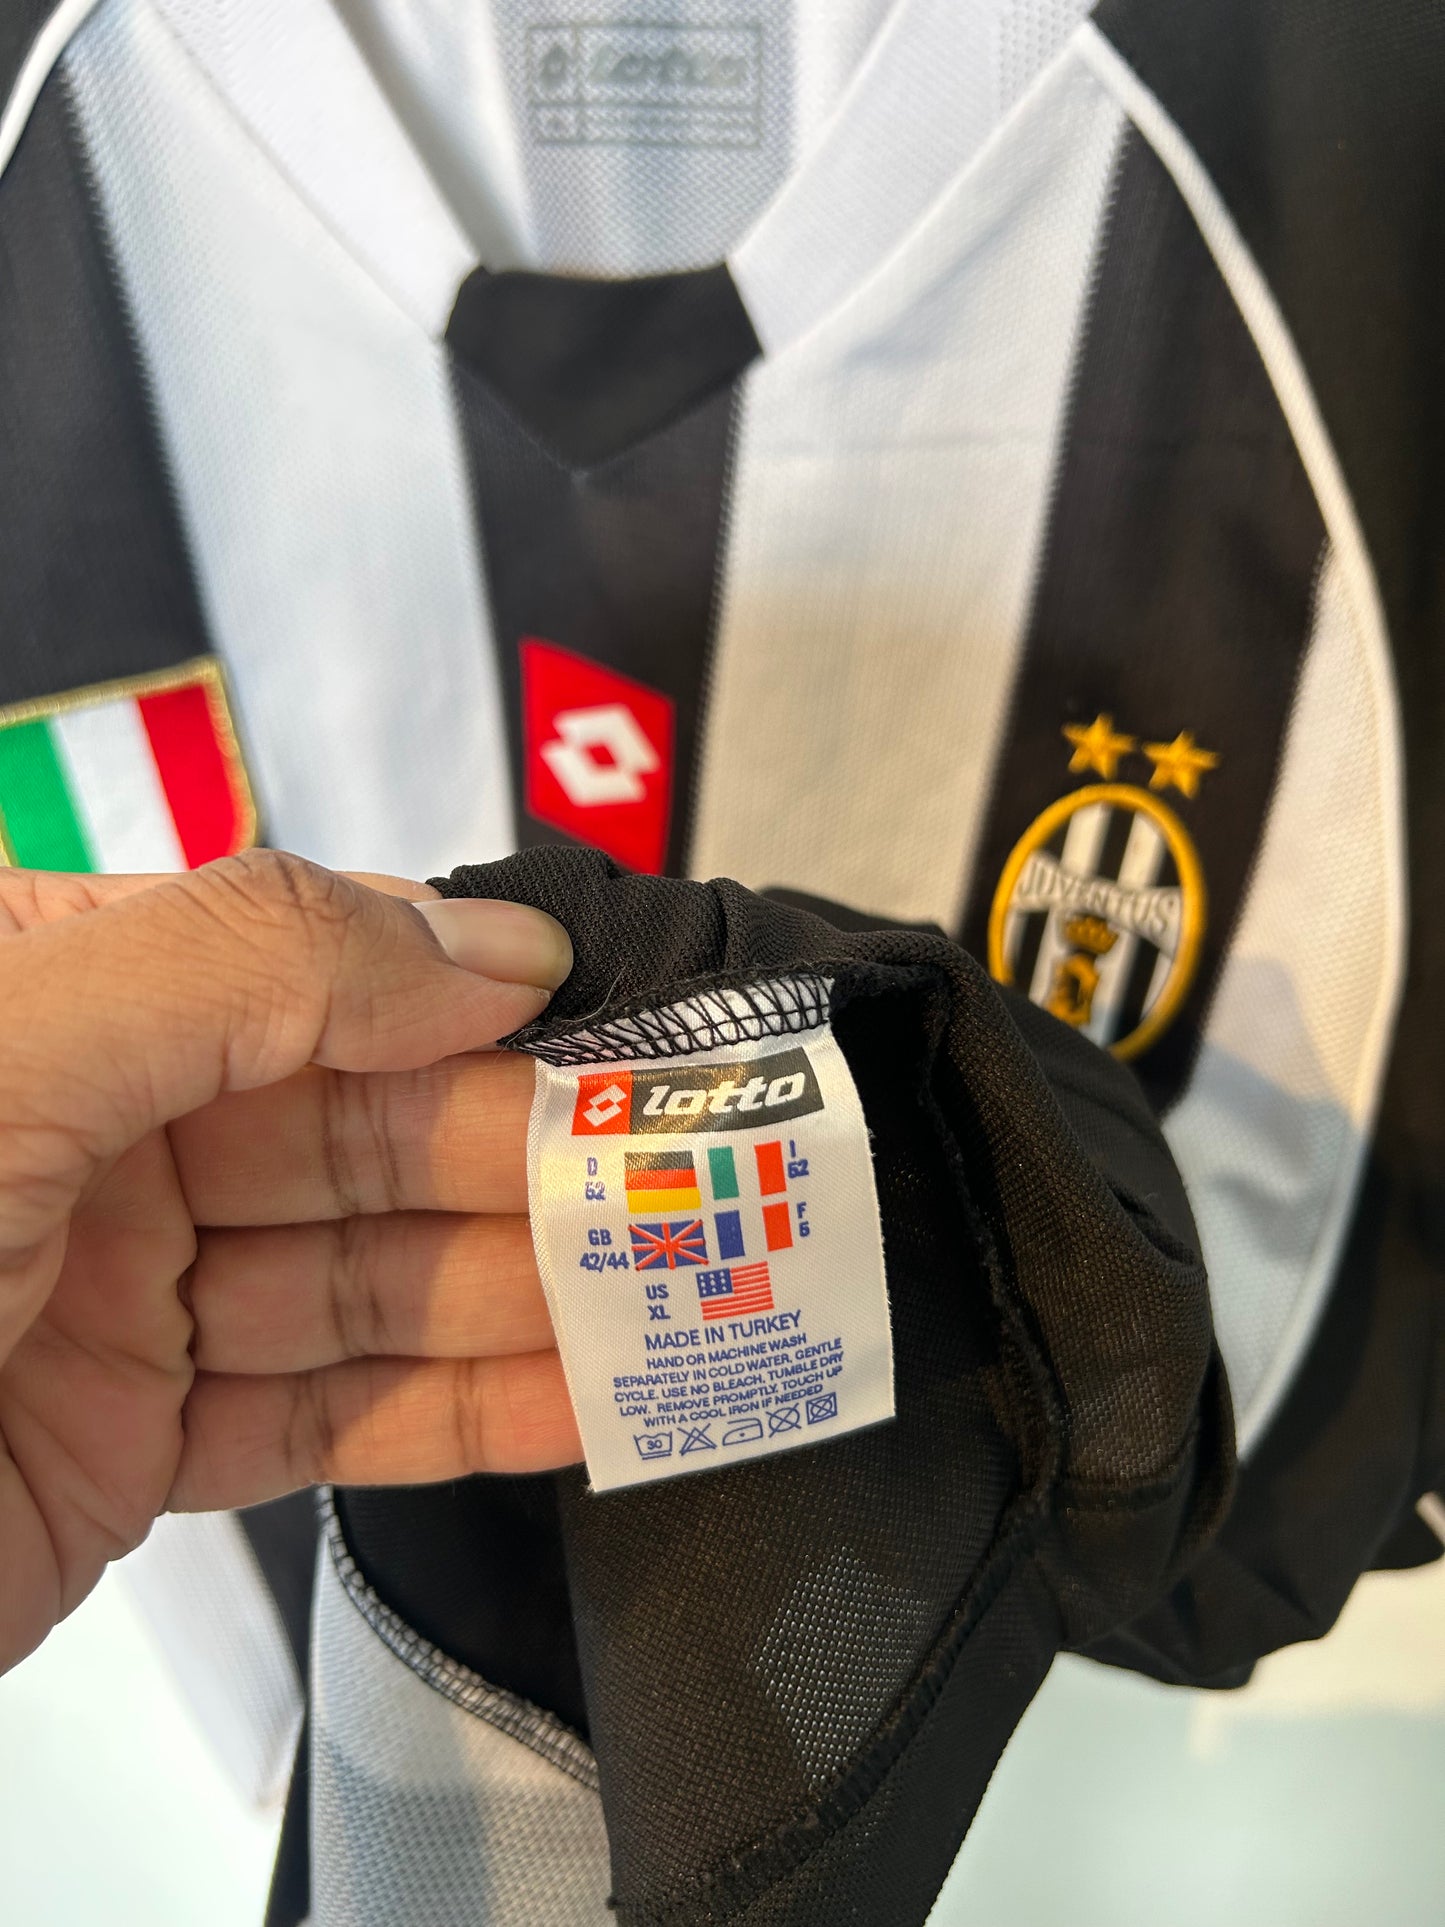 lotto
JUVENTUS
lotto
D
52
I
52
GB
42/44
F
6
US
XL
MADE IN TURKEY
HAND OR MACHINE WASH
SEPARATELY IN COLD WATER. GENTLE
CYCLE. USE NO BLEACH. TUMBLE DRY
LOW. REMOVE PROMPTLY. TOUCH UP
WITH A COOL IRON IF NEEDED
30